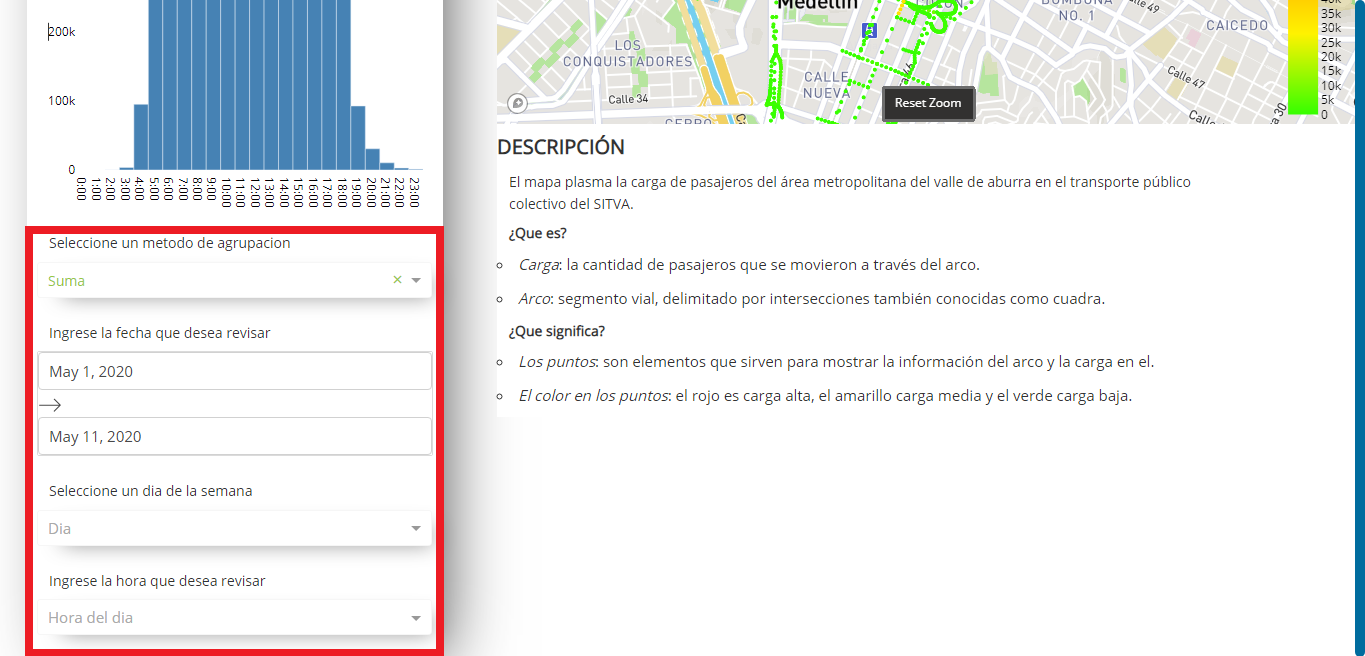 200k
100k
0
0:00
1:00
2:00
3:00
4:00
5:00
6:00
7:00
8:00
9:00
10:00
11:00
12:00
13:00
14:00
15:00
16:00
17:00
18:00
19:00
20:00
21:00
22:00
23:00
Seleccione un metodo de agrupacion
Suma
×
Ingrese la fecha que desea revisar
May 1, 2020
→
May 11, 2020
Seleccione un dia de la semana
Dia
Ingrese la hora que desea revisar
Hora del dia
Medellín
LOS
CONQUISTADORES
Calle 34
CALLE
NUEVA
NO. 1
CAICEDO
Calle 47
Reset Zoom
35k
30k
25k
20k
15k
10k
5k
0
DESCRIPCIÓN
El mapa plasma la carga de pasajeros del área metropolitana del valle de aburra en el transporte público
colectivo del SITVA.
¿Que es?
Carga: la cantidad de pasajeros que se movieron a través del arco.
Arco: segmento vial, delimitado por intersecciones también conocidas como cuadra.
¿Que significa?
Los puntos: son elementos que sirven para mostrar la información del arco y la carga en el.
El color en los puntos: el rojo es carga alta, el amarillo carga media y el verde carga baja.